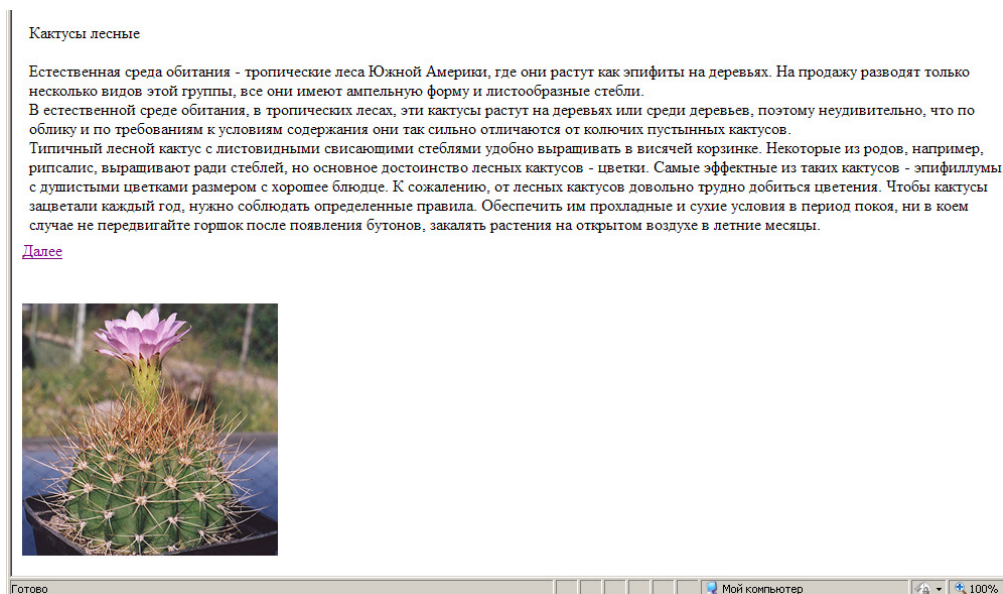 Кактусы лесные
Естественная среда обитания - тропические леса Южной Америки, где они растут как эпифиты на деревьях. На продажу разводят только
несколько видов этой группы, все они имеют ампельную форму и листообразные стебли.
В естественной среде обитания, в тропических лесах, эти кактусы растут на деревьях или среди деревьев, поэтому неудивительно, что по
облику и по требованиям к условиям содержания они так сильно отличаются от колючих пустынных кактусов.
Типичный лесной кактус с листовидными свисающими стеблями удобно выращивать в висячей корзинке. Некоторые из родов, например,
рипсалис, выращивают ради стеблей, но основное достоинство лесных кактусов - цветки. Самые эффектные из таких кактусов - эпифиллумы
с душистыми цветками размером с хорошее блюдце. К сожалению, от лесных кактусов довольно трудно добиться цветения. Чтобы кактусы
зацветали каждый год, нужно соблюдать определенные правила. Обеспечить им прохладные и сухие условия в период покоя, ни в коем
случае не передвигайте горшок после появления бутонов, закалять растения на открытом воздухе в летние месяцы.
Далее
Готово Мой компьютер 100%